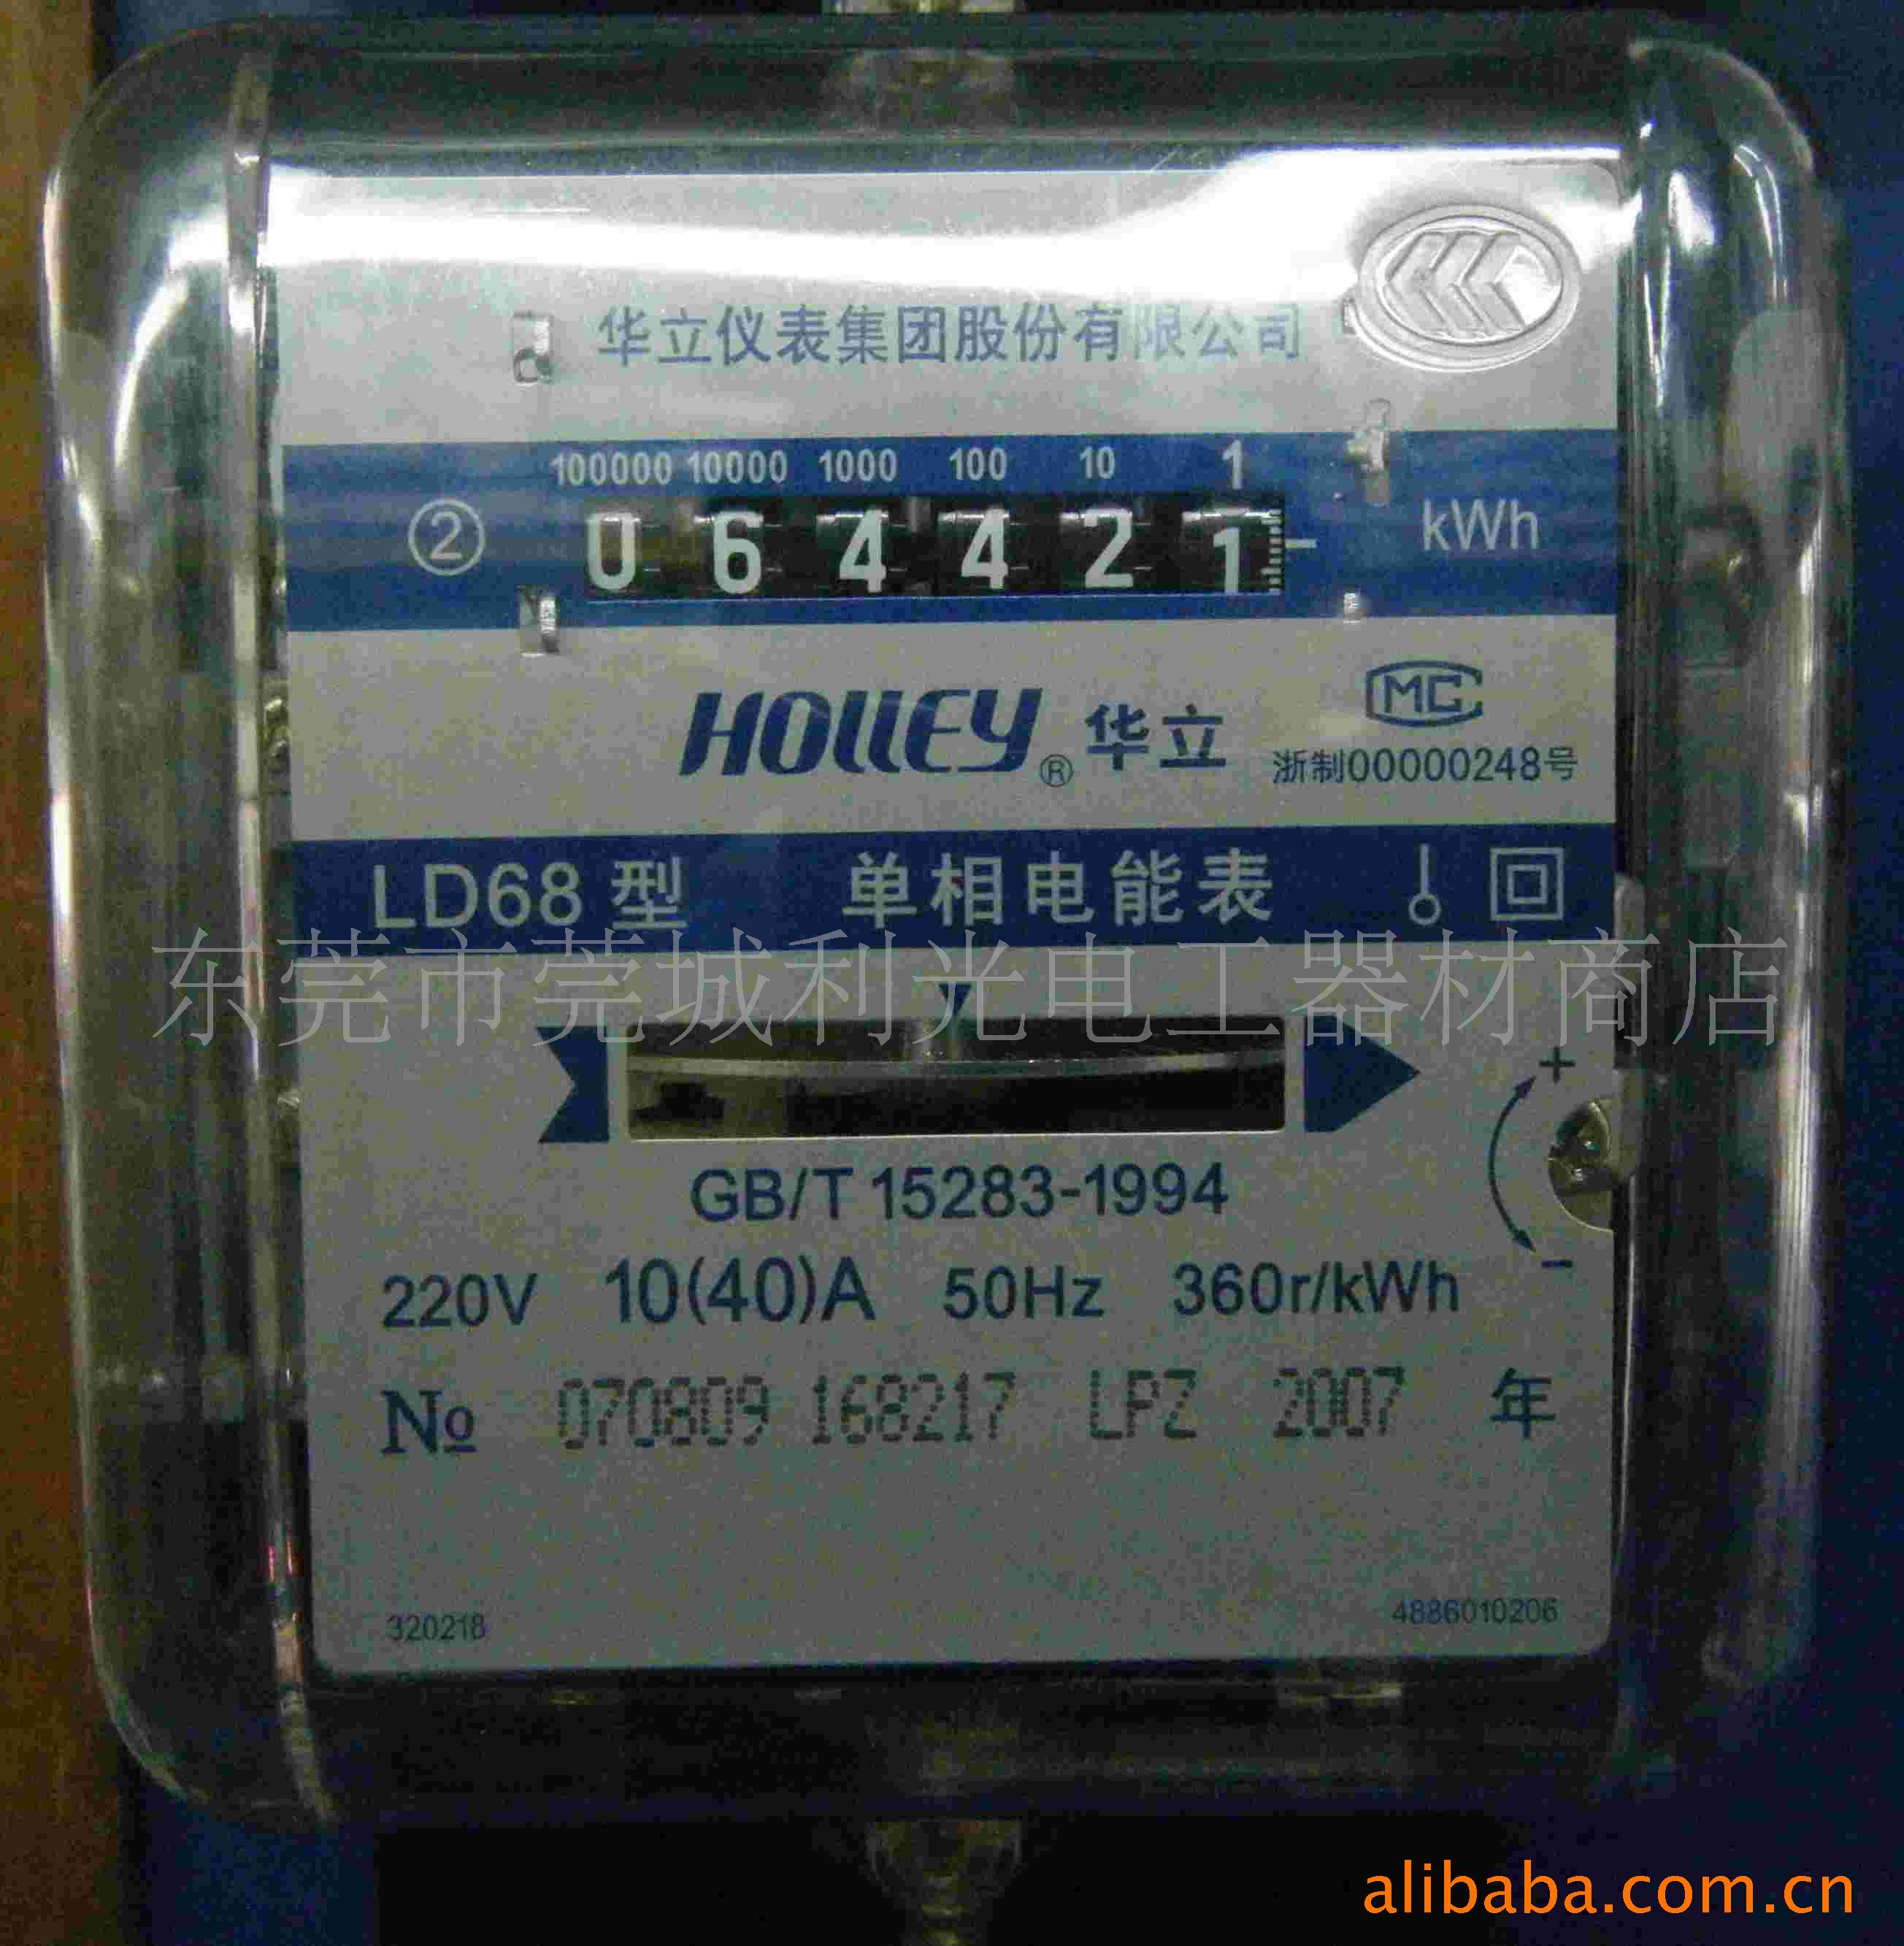 华立仪表集团股份有限公司
100000 10000 1000 100 10 1
② 0 6 4 4 2 1 kWh
HOLLEY® 华立
MC
浙制00000248号
LD68 型 单相电能表
东莞市莞城利光电工器材商店
+
GB/T 15283-1994
−
220V 10(40)A 50Hz 360r/kWh
№ 070809 168217 LPZ 2007 年
320218 4886010206
alibaba.com.cn